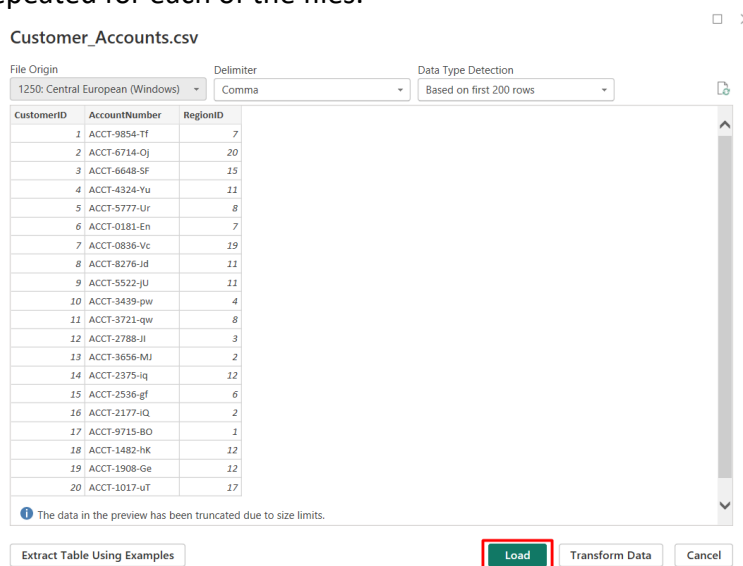 epeated for each of the files.
Customer_Accounts.csv
File Origin Delimiter Data Type Detection
1250: Central European (Windows) Comma Based on first 200 rows
CustomerID AccountNumber RegionID
1 ACCT-9854-Tf 7
2 ACCT-6714-Oj 20
3 ACCT-6648-SF 15
4 ACCT-4324-Yu 11
5 ACCT-5777-Ur 8
6 ACCT-0181-En 7
7 ACCT-0836-Vc 19
8 ACCT-8276-Jd 11
9 ACCT-5522-jU 11
10 ACCT-3439-pw 4
11 ACCT-3721-qw 8
12 ACCT-2788-JI 3
13 ACCT-3656-MJ 2
14 ACCT-2375-iq 12
15 ACCT-2536-gf 6
16 ACCT-2177-iQ 2
17 ACCT-9715-BO 1
18 ACCT-1482-hK 12
19 ACCT-1908-Ge 12
20 ACCT-1017-uT 17
The data in the preview has been truncated due to size limits.
Extract Table Using Examples Load Transform Data Cancel